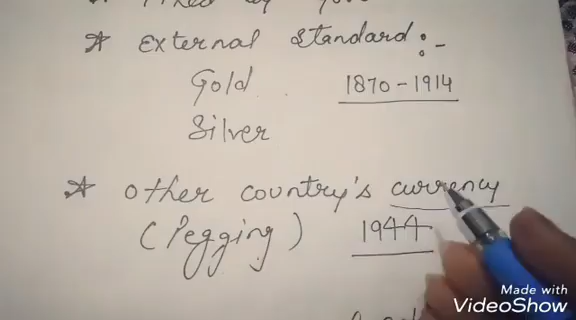 * External Standard :-
Gold 1870-1914
Silver
* Other country's currency
(Pegging) 1944
Made with
VideoShow